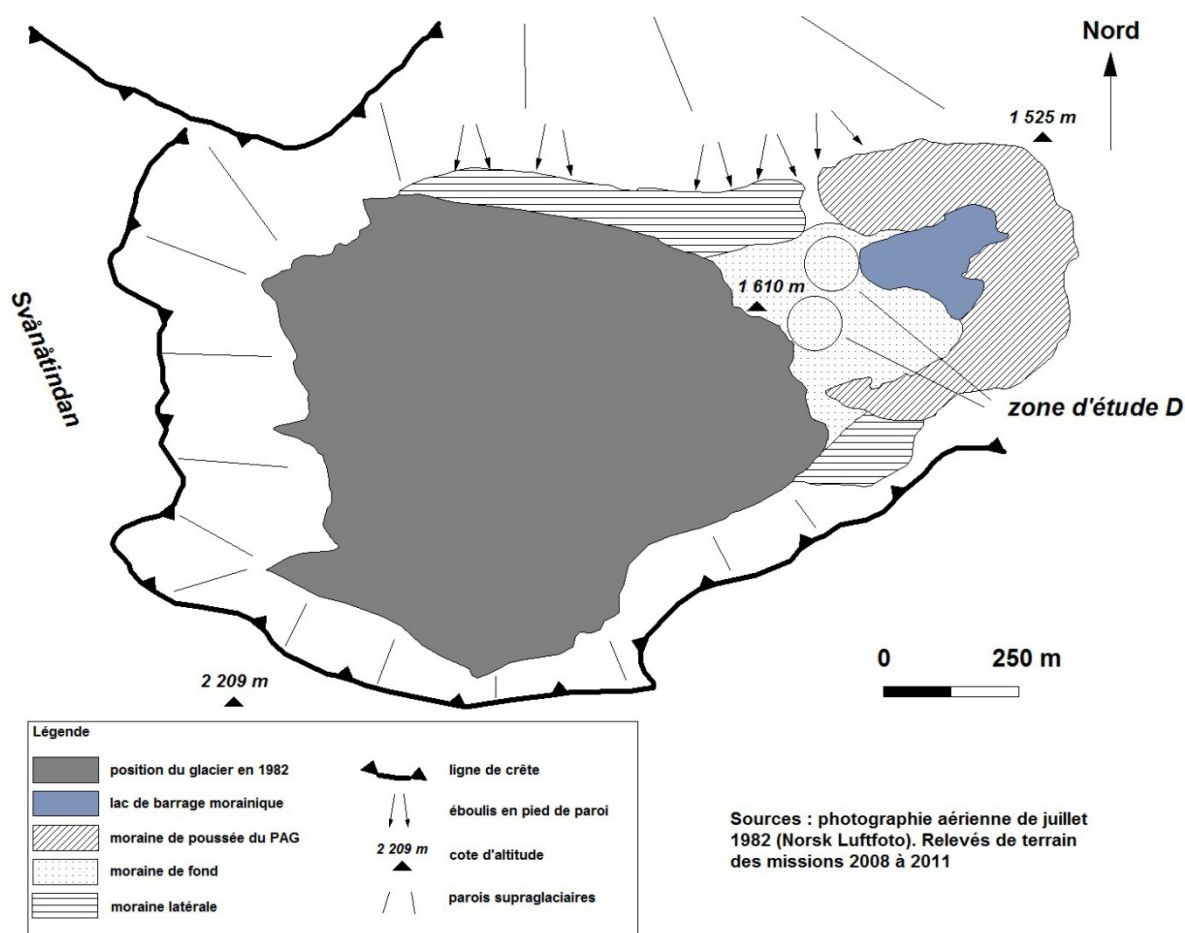 Nord
1 525 m
1 610 m
Svånåtindan
zone d'étude D
0 250 m
2 209 m
Légende
position du glacier en 1982
lac de barrage morainique
moraine de poussée du PAG
moraine de fond
moraine latérale
ligne de crête
éboulis en pied de paroi
2 209 m
cote d'altitude
parois supraglaciaires
Sources : photographie aérienne de juillet
1982 (Norsk Luftfoto). Relevés de terrain
des missions 2008 à 2011